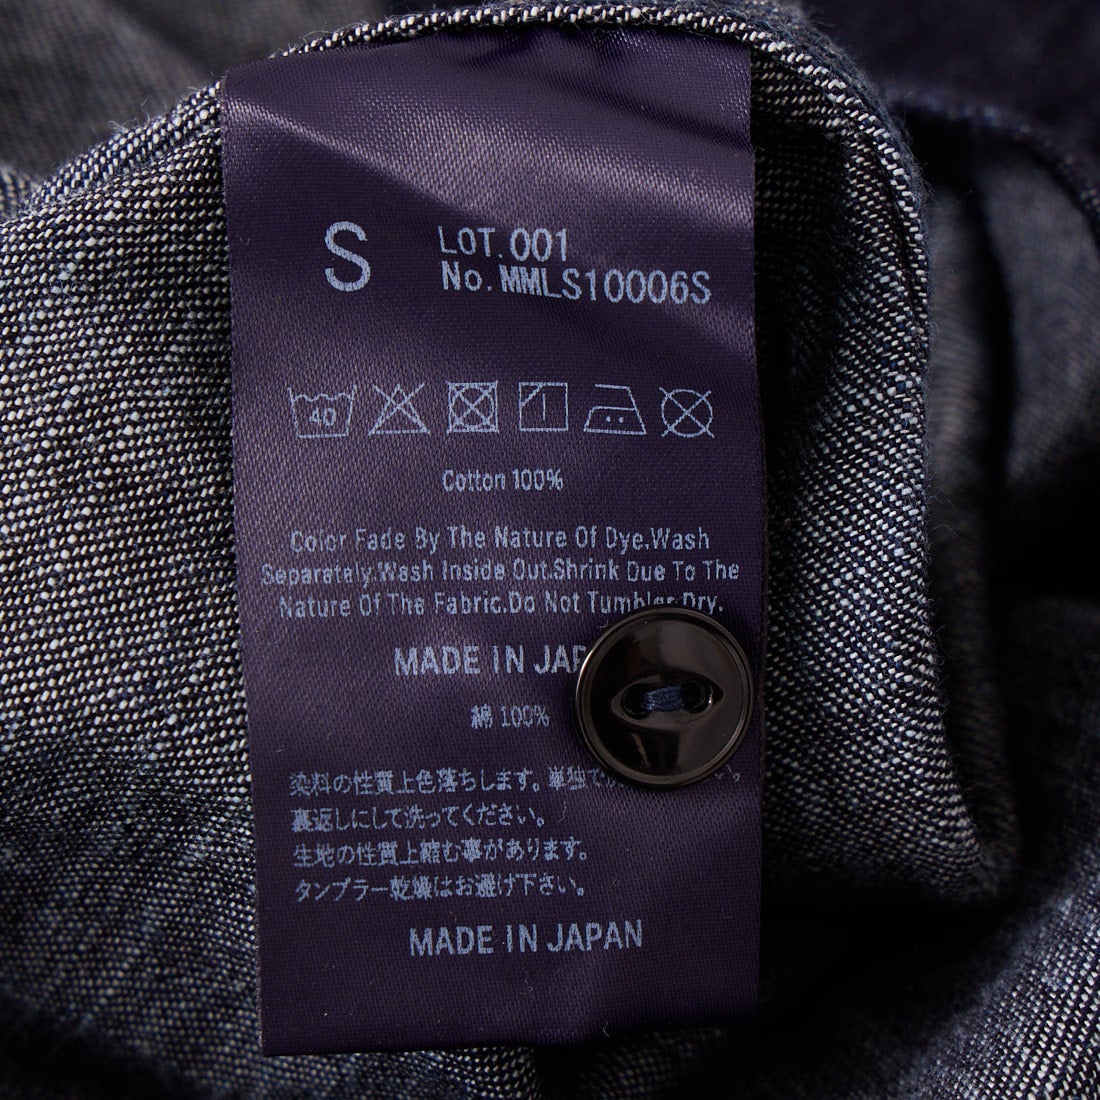 S
LOT.001
No.MMLS10006S
40
Cotton 100%
Color Fade By The Nature Of Dye.Wash
Separately.Wash Inside Out.Shrink Due To The
Nature Of The Fabric.Do Not Tumbler Dry.
MADE IN
綿 100%
染料の性質上色落ちします。単独で
裏返しにして洗ってください。
生地の性質上縮む事があります。
タンブラー乾燥はお避け下さい。
MADE IN JAPAN